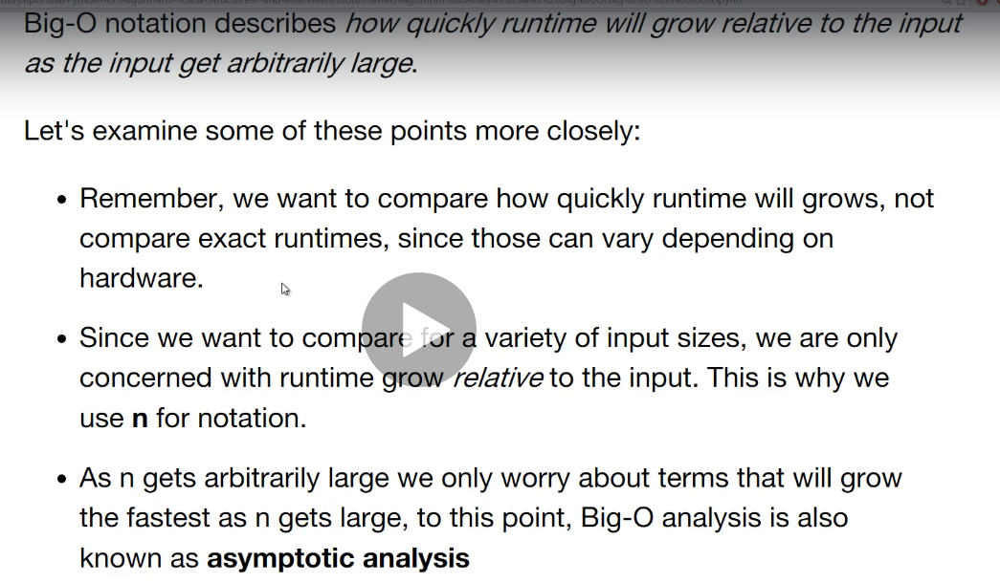 Big-O notation describes how quickly runtime will grow relative to the input
as the input get arbitrarily large.
Let's examine some of these points more closely:
• Remember, we want to compare how quickly runtime will grows, not
compare exact runtimes, since those can vary depending on
hardware.
• Since we want to compare for a variety of input sizes, we are only
concerned with runtime grow relative to the input. This is why we
use n for notation.
• As n gets arbitrarily large we only worry about terms that will grow
the fastest as n gets large, to this point, Big-O analysis is also
known as asymptotic analysis